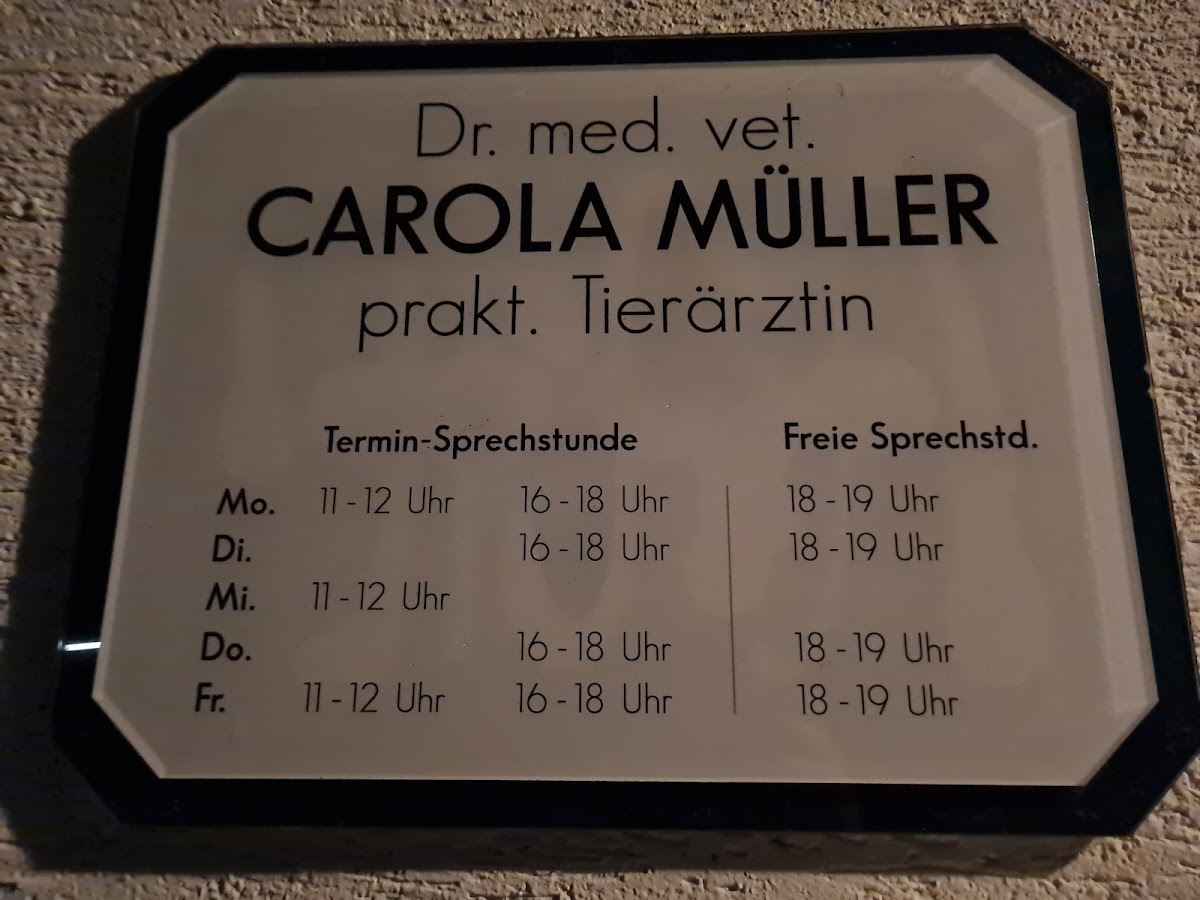 Dr. med. vet.
CAROLA MÜLLER
prakt. Tierärztin
Termin-Sprechstunde Freie Sprechstd.
Mo. 11-12 Uhr 16-18 Uhr 18-19 Uhr
Di. 16-18 Uhr 18-19 Uhr
Mi. 11-12 Uhr
Do. 16-18 Uhr 18-19 Uhr
Fr. 11-12 Uhr 16-18 Uhr 18-19 Uhr